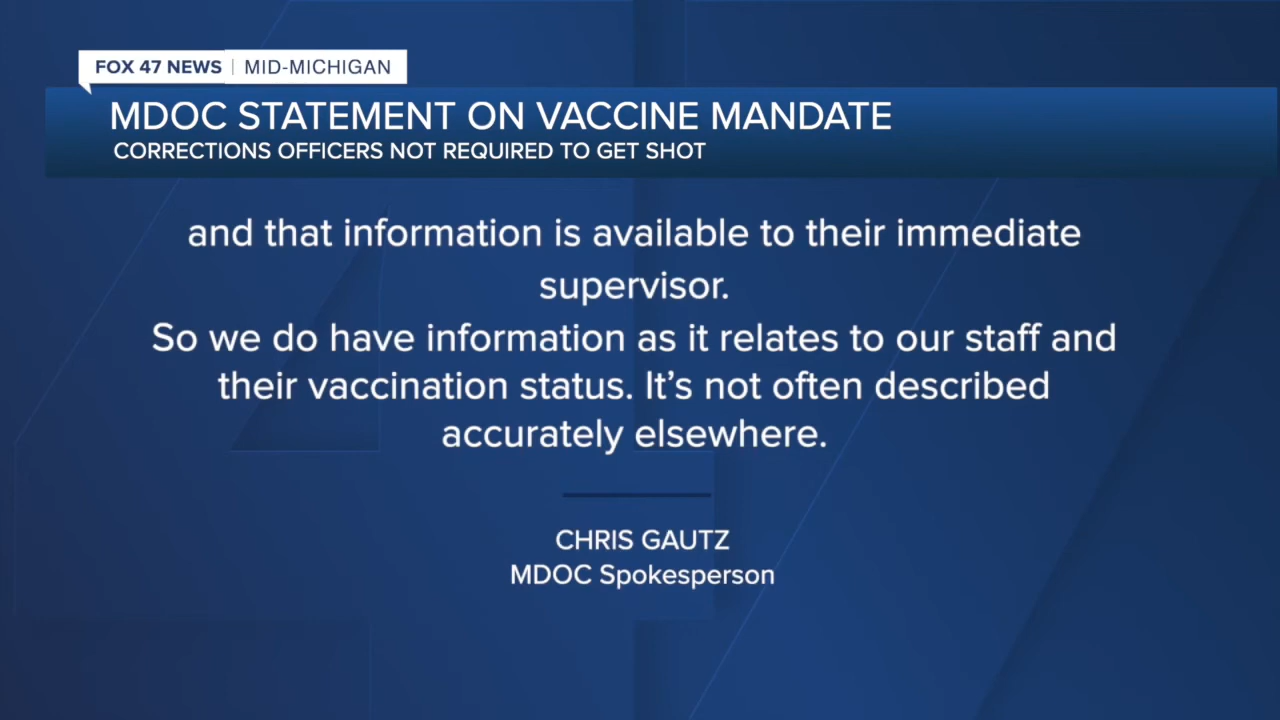 FOX 47 NEWS | MID-MICHIGAN
MDOC STATEMENT ON VACCINE MANDATE
CORRECTIONS OFFICERS NOT REQUIRED TO GET SHOT
and that information is available to their immediate
supervisor.
So we do have information as it relates to our staff and
their vaccination status. It’s not often described
accurately elsewhere.
CHRIS GAUTZ
MDOC Spokesperson